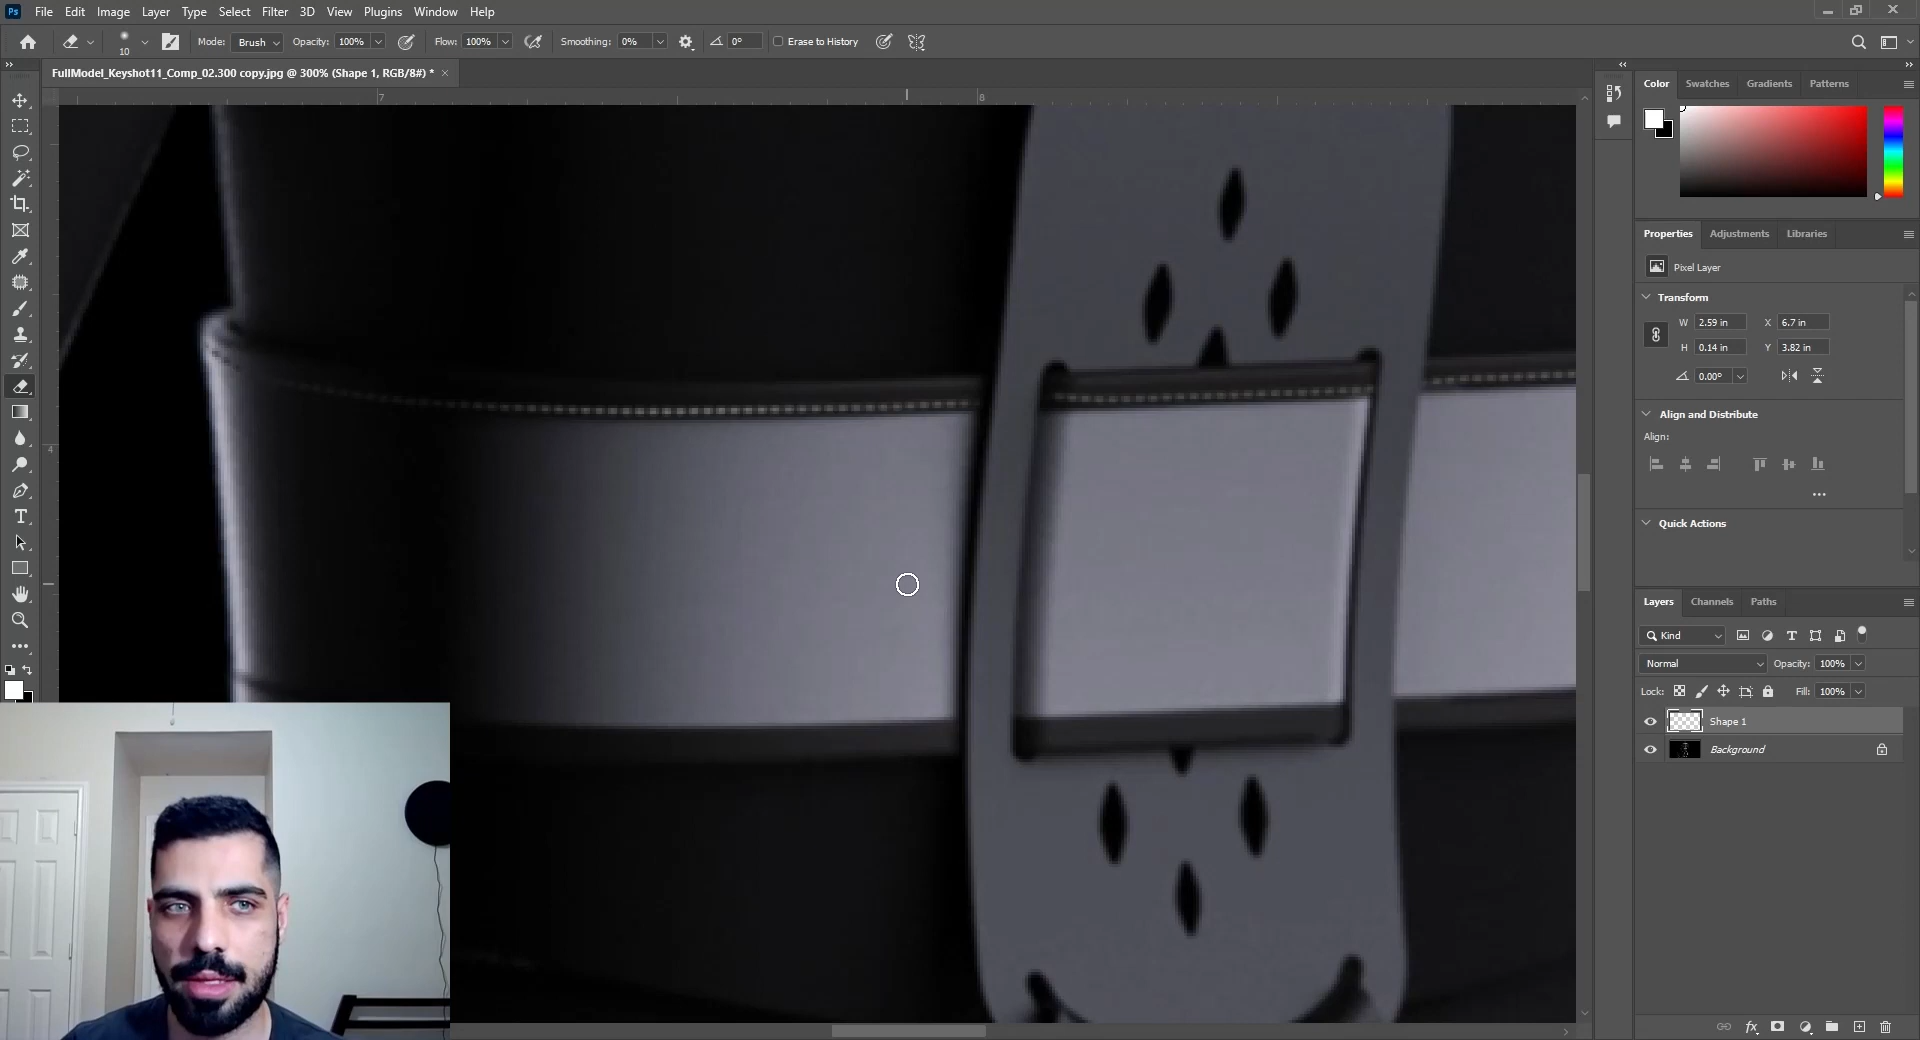 Ps File Edit Image Layer Type Select Filter 3D View Plugins Window Help
10 Mode: Brush Opacity: 100% Flow: 100% Smoothing: 0% 0° Erase to History
FullModel_Keyshot11_Comp_02.300 copy.jpg @ 300% (Shape 1, RGB/8#) *
7 8
4
Color Swatches Gradients Patterns
Properties Adjustments Libraries
Pixel Layer
Transform
W 2.59 in X 6.7 in
H 0.14 in Y 3.82 in
0.00°
Align and Distribute
Align:
Quick Actions
Layers Channels Paths
Kind
Normal Opacity: 100%
Lock: Fill: 100%
Shape 1
Background
fx